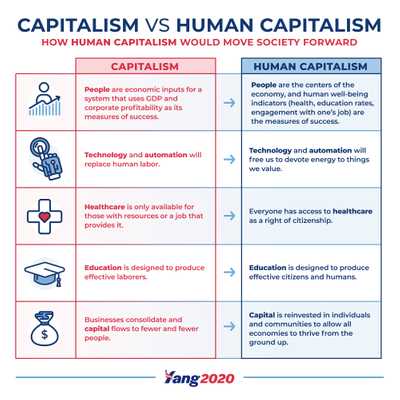 CAPITALISM VS HUMAN CAPITALISM
HOW HUMAN CAPITALISM WOULD MOVE SOCIETY FORWARD
CAPITALISM
HUMAN CAPITALISM
People are economic inputs for a
system that uses GDP and
corporate profitability as its
measures of success.
People are the centers of the
economy, and human well-being
indicators (health, education rates,
engagement with one's job) are
the measures of success.
Technology and automation will
replace human labor.
Technology and automation will
free us to devote energy to things
we value.
Healthcare is only available for
those with resources or a job that
provides it.
Everyone has access to healthcare
as a right of citizenship.
Education is designed to produce
effective laborers.
Education is designed to produce
effective citizens and humans.
$
Businesses consolidate and
capital flows to fewer and fewer
people.
Capital is reinvested in individuals
and communities to allow all
economies to thrive from the
ground up.
Yang2020